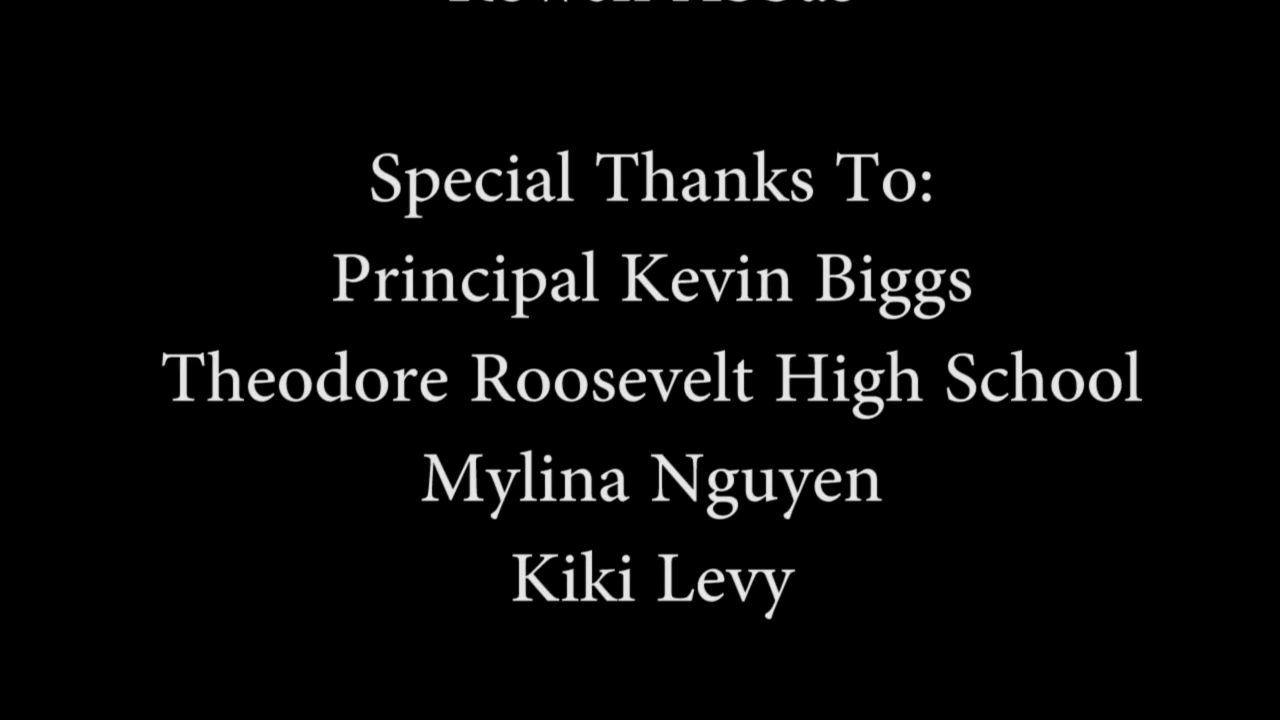 Special Thanks To:
Principal Kevin Biggs
Theodore Roosevelt High School
Mylina Nguyen
Kiki Levy